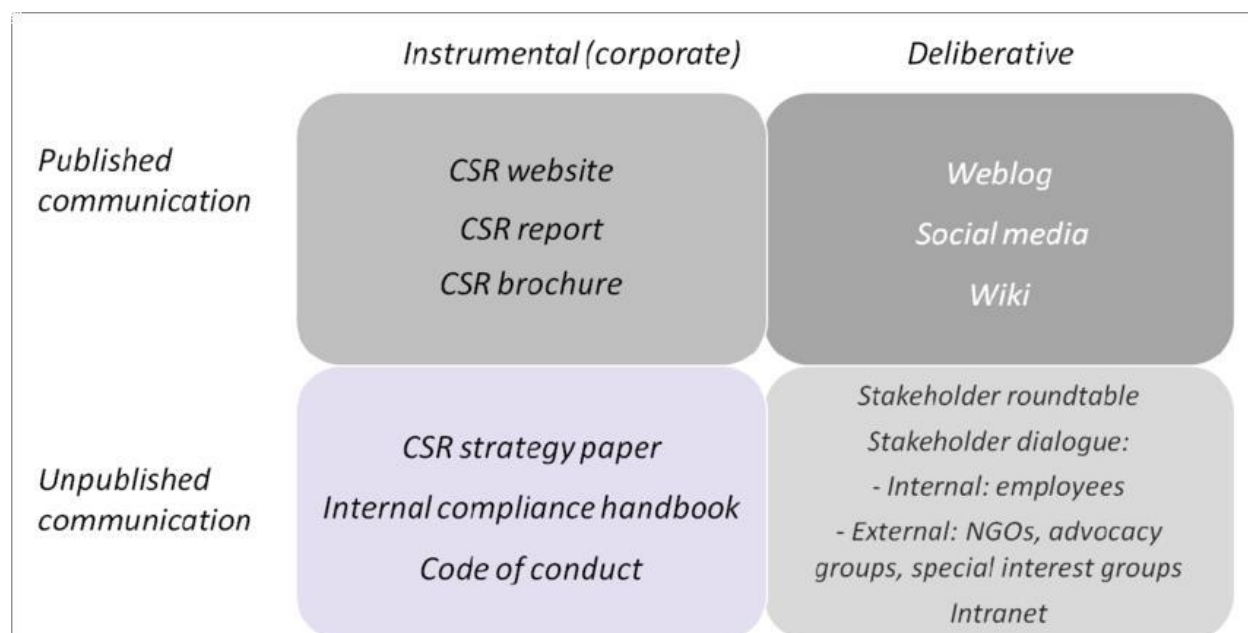 Instrumental (corporate)
Deliberative
Published
communication
CSR website
CSR report
CSR brochure
Weblog
Social media
Wiki
Unpublished
communication
CSR strategy paper
Internal compliance handbook
Code of conduct
Stakeholder roundtable
Stakeholder dialogue:
- Internal: employees
- External: NGOs, advocacy
groups, special interest groups
Intranet